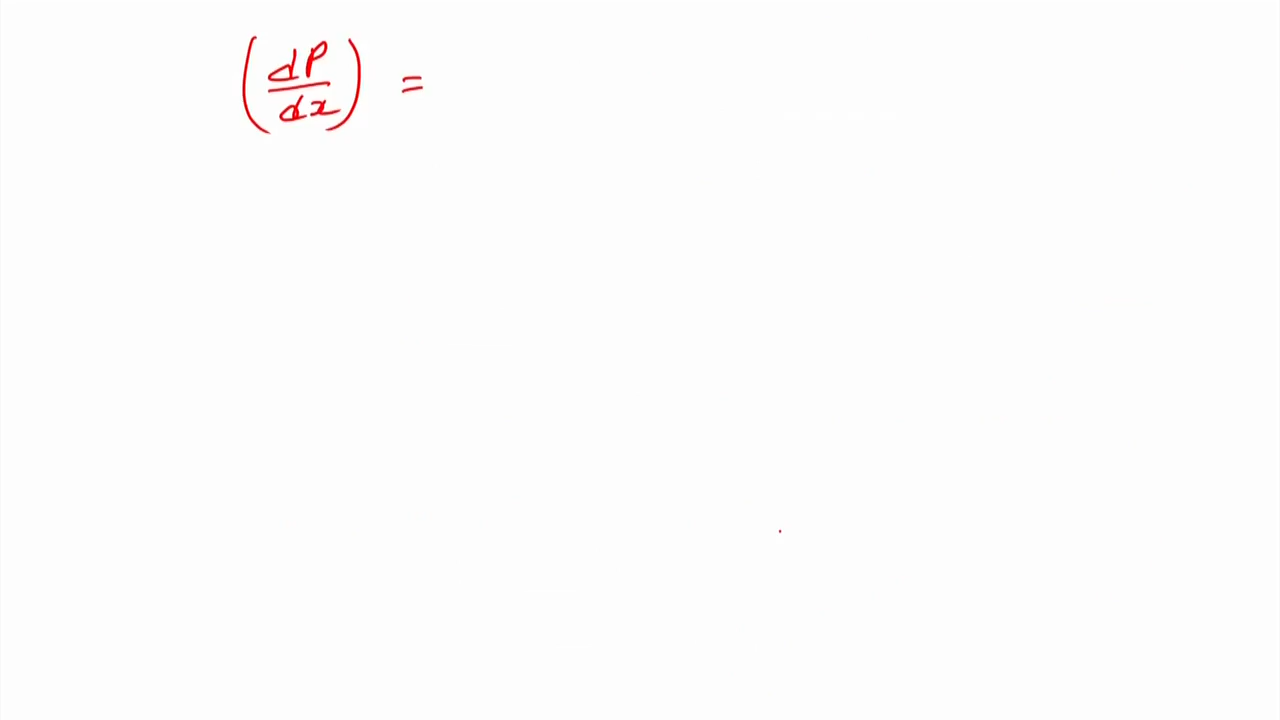 (dP/dx) =